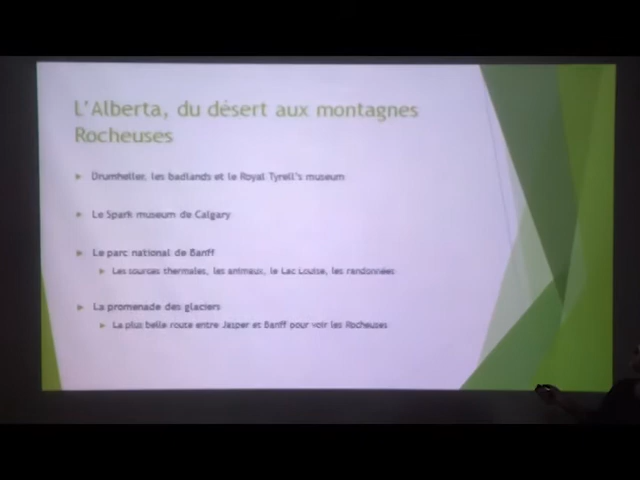 L'Alberta, du désert aux montagnes
Rocheuses
Drumheller, les badlands et le Royal Tyrell's museum
Le Spark museum de Calgary
Le parc national de Banff
Les sources thermales, les animaux, le Lac Louise, les randonnées
La promenade des glaciers
La plus belle route entre Jasper et Banff pour voir les Rocheuses